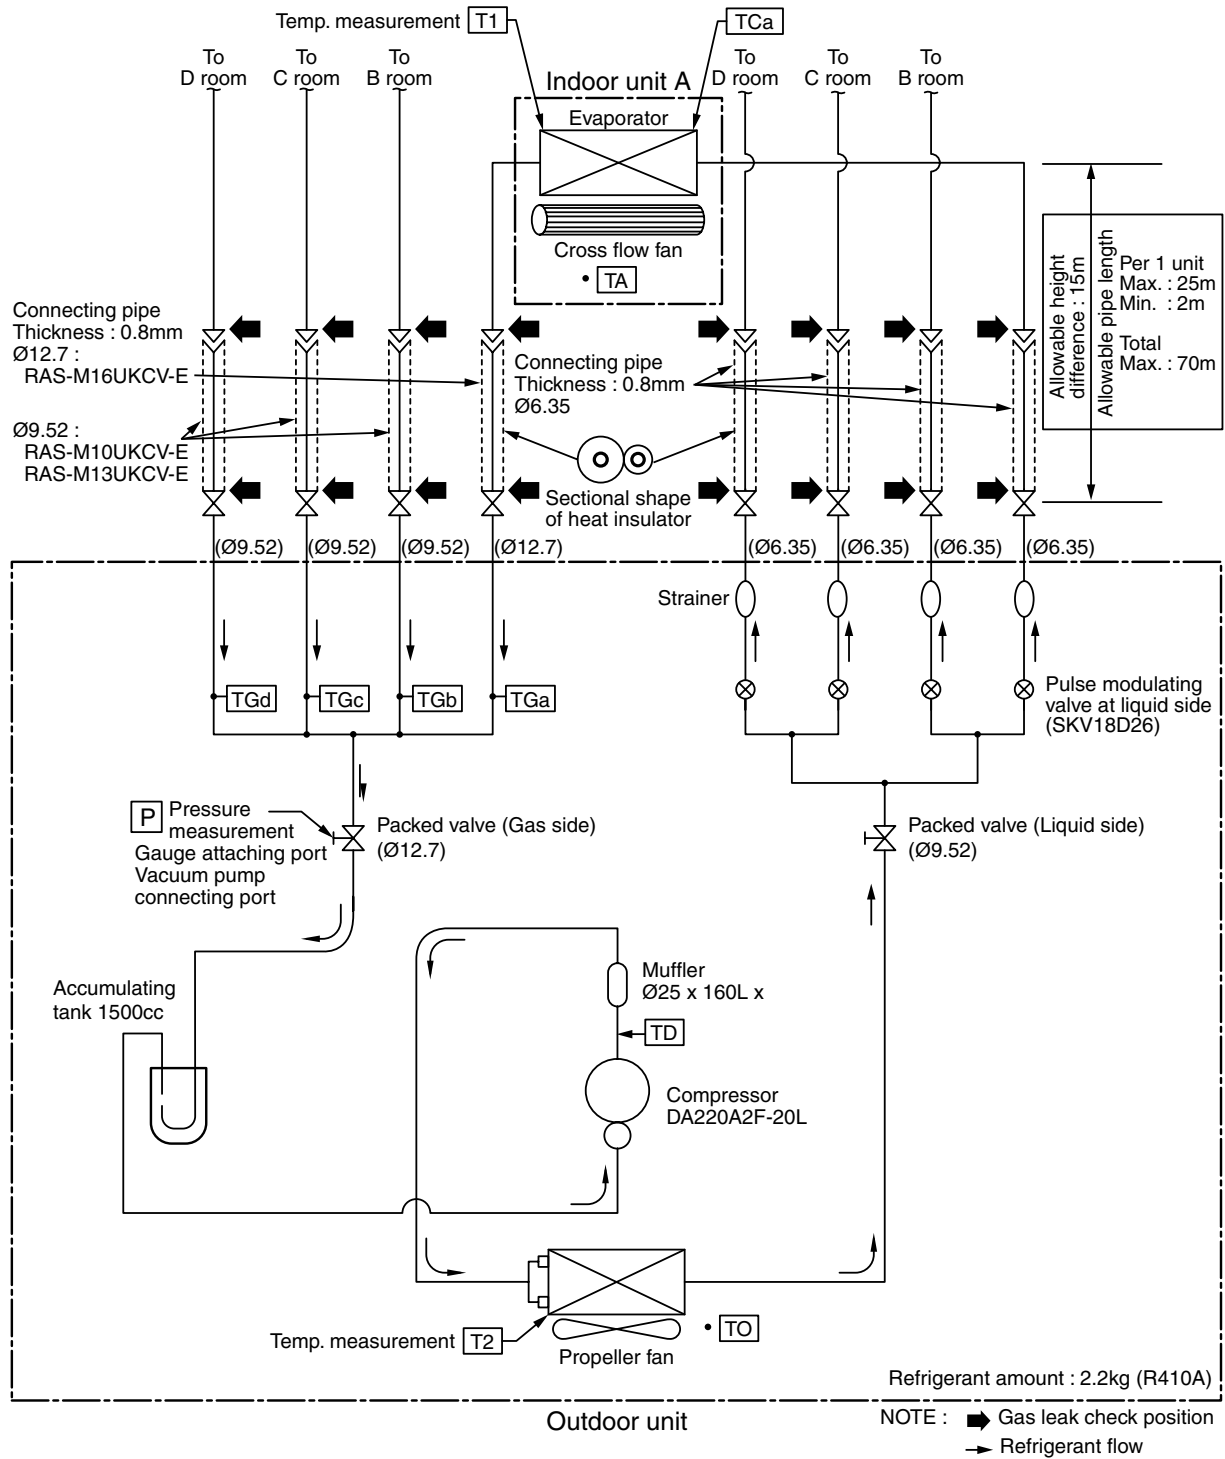 Temp. measurement T1
TCa
To
D room
To
C room
To
B room
Indoor unit A
To
D room
To
C room
To
B room
Evaporator
Cross flow fan
• TA
Allowable height
difference : 15m
Allowable pipe length
Per 1 unit
Max. : 25m
Min. : 2m
Total
Max. : 70m
Connecting pipe
Thickness : 0.8mm
Ø12.7 :
RAS-M16UKCV-E
Ø9.52 :
RAS-M10UKCV-E
RAS-M13UKCV-E
Connecting pipe
Thickness : 0.8mm
Ø6.35
Sectional shape
of heat insulator
(Ø9.52)
(Ø9.52)
(Ø9.52)
(Ø12.7)
(Ø6.35)
(Ø6.35)
(Ø6.35)
(Ø6.35)
Strainer
TGd
TGc
TGb
TGa
Pulse modulating
valve at liquid side
(SKV18D26)
P Pressure
measurement
Gauge attaching port
Vacuum pump
connecting port
Packed valve (Gas side)
(Ø12.7)
Packed valve (Liquid side)
(Ø9.52)
Accumulating
tank 1500cc
Muffler
Ø25 x 160L x
TD
Compressor
DA220A2F-20L
Temp. measurement T2
• TO
Propeller fan
Refrigerant amount : 2.2kg (R410A)
Outdoor unit
NOTE : Gas leak check position
Refrigerant flow